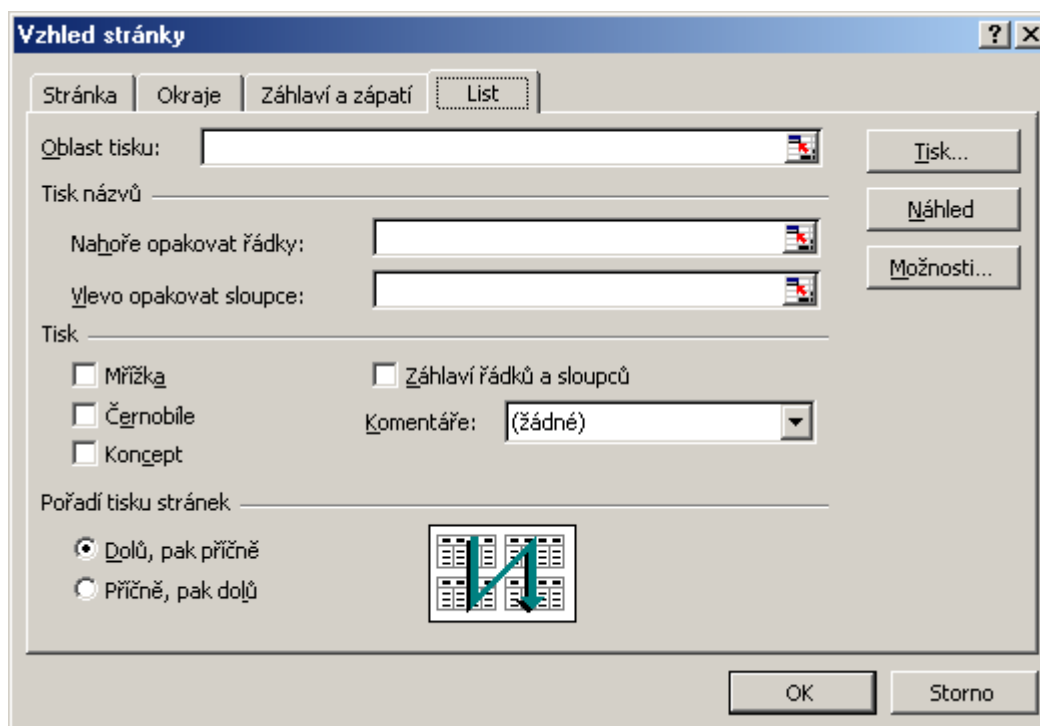 Vzhled stránky
Stránka Okraje Záhlaví a zápatí List
Oblast tisku: Tisk...
Tisk názvů
Náhled
Nahoře opakovat řádky:
Možnosti...
Vlevo opakovat sloupce:
Tisk
Mřížka Záhlaví řádků a sloupců
Černobíle Komentáře: (žádné)
Koncept
Pořadí tisku stránek
Dolů, pak příčně
Příčně, pak dolů
OK Storno